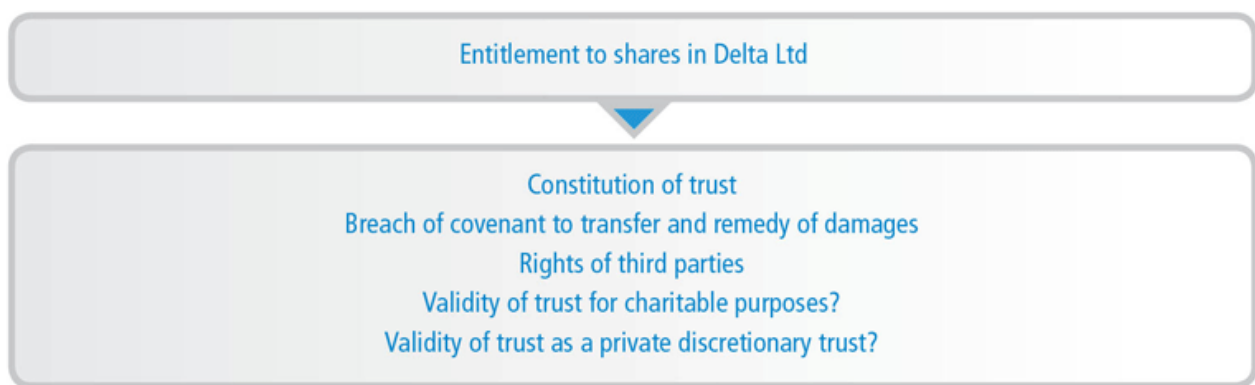 Entitlement to shares in Delta Ltd
Constitution of trust
Breach of covenant to transfer and remedy of damages
Rights of third parties
Validity of trust for charitable purposes?
Validity of trust as a private discretionary trust?